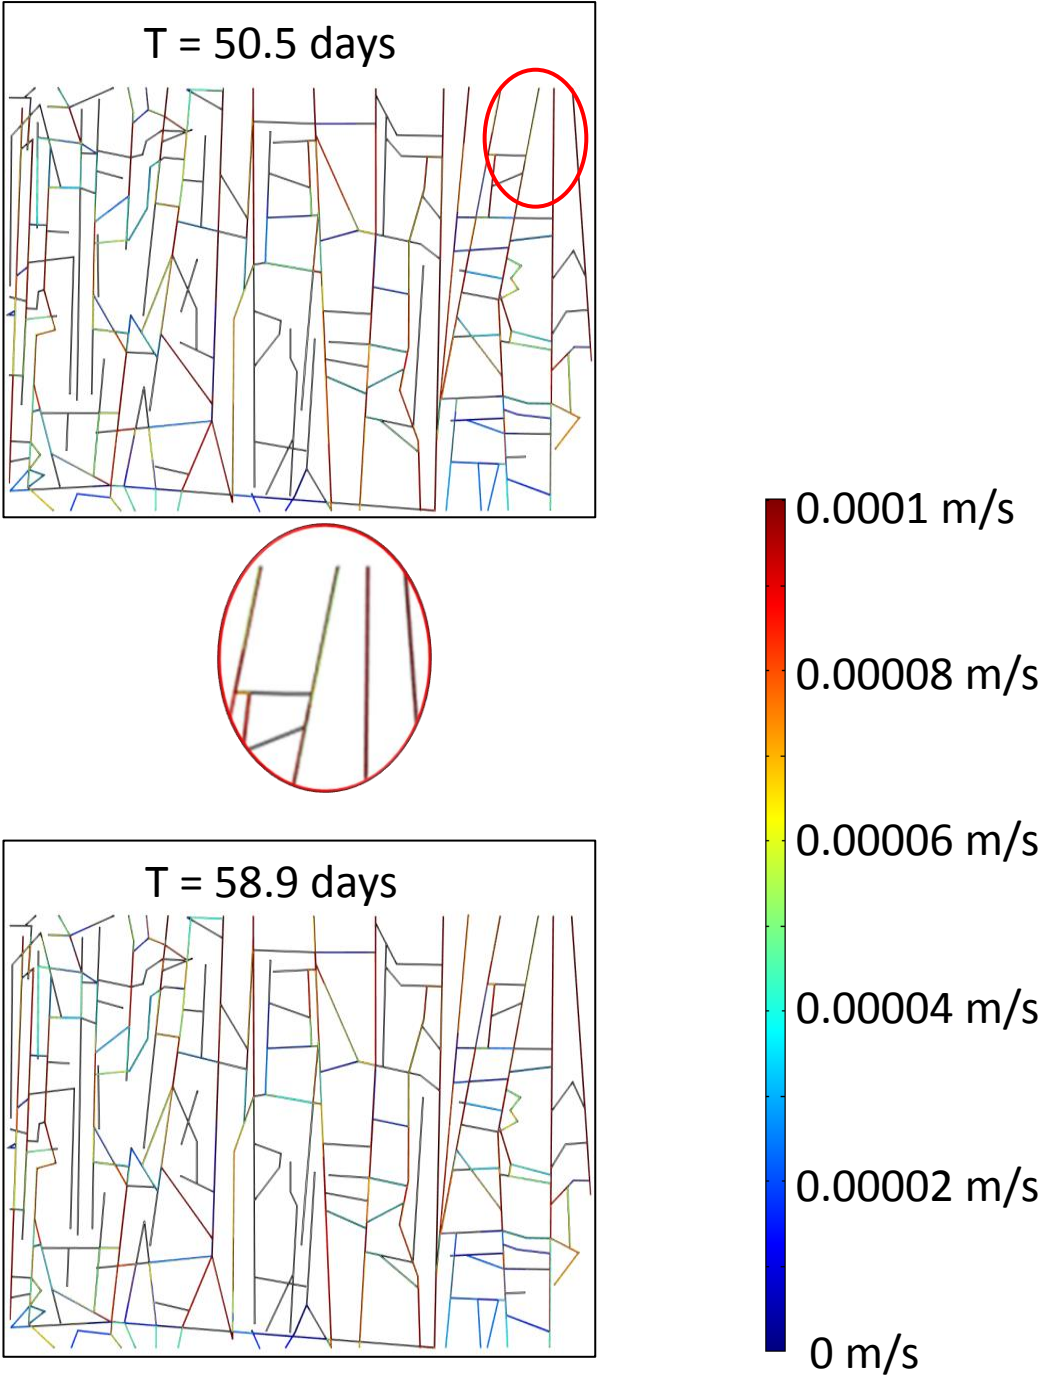 T = 50.5 days
0.0001 m/s
0.00008 m/s
0.00006 m/s
T = 58.9 days
0.00004 m/s
0.00002 m/s
0 m/s